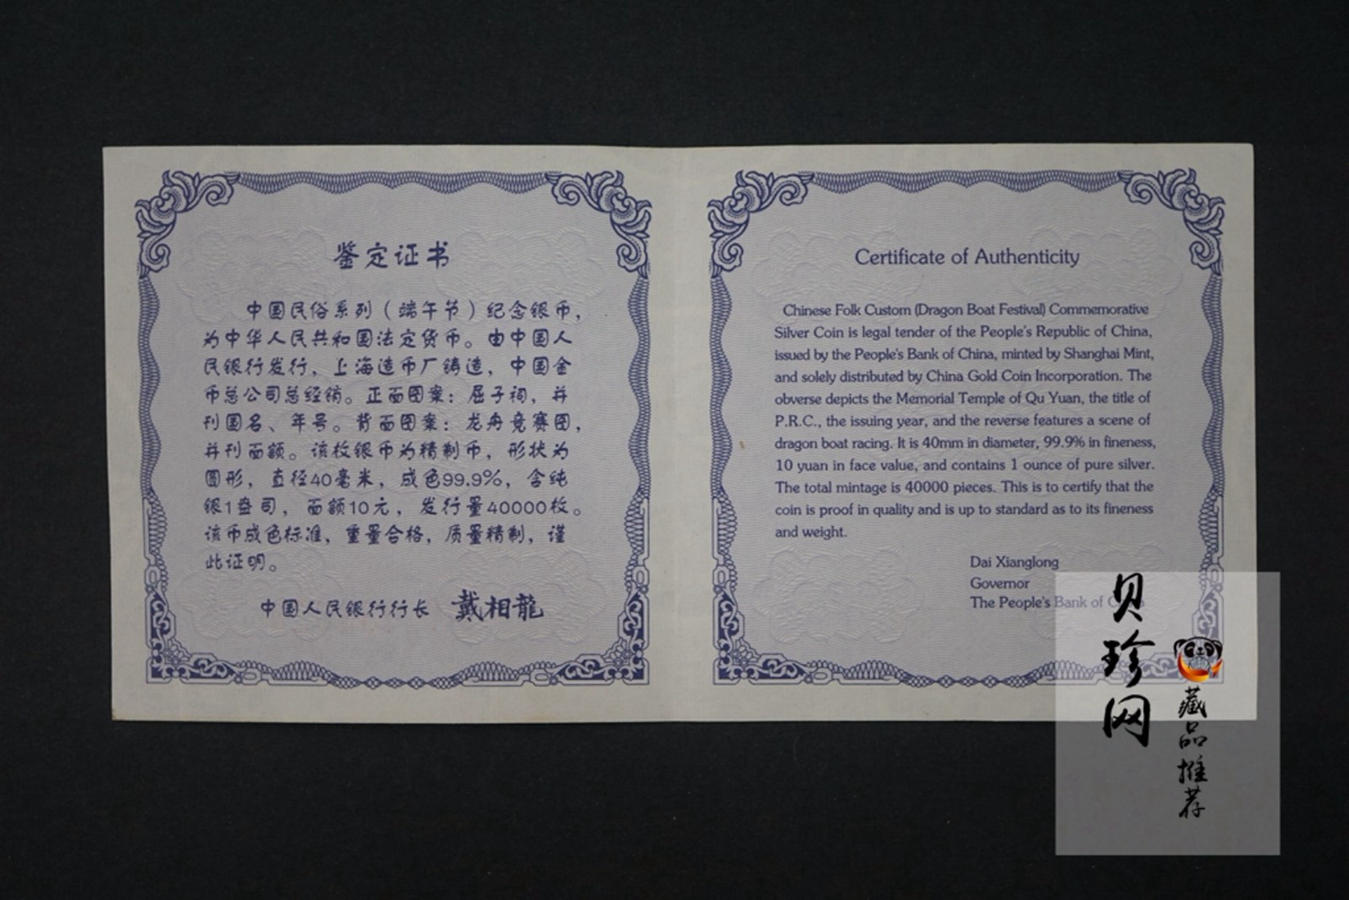 鉴定证书
中国民俗系列（端午节）纪念银币，
为中华人民共和国法定货币。由中国人
民银行发行，上海造币厂铸造，中国金
币总公司总经销。正面图案：屈子祠，并
刊国名、年号。背面图案：龙舟竞赛图，
并刊面额。该枚银币为精制币，形状为
圆形，直径40毫米，成色99.9%，含纯
银1盎司，面额10元，发行量40000枚。
该币成色标准，重量合格，质量精制，谨
此证明。
中国人民银行行长 戴相龍
Certificate of Authenticity
Chinese Folk Custom (Dragon Boat Festival) Commemorative
Silver Coin is legal tender of the People's Republic of China,
issued by the People's Bank of China, minted by Shanghai Mint,
and solely distributed by China Gold Coin Incorporation. The
obverse depicts the Memorial Temple of Qu Yuan, the title of
P.R.C., the issuing year, and the reverse features a scene of
dragon boat racing. It is 40mm in diameter, 99.9% in fineness,
10 yuan in face value, and contains 1 ounce of pure silver.
The total mintage is 40000 pieces. This is to certify that the
coin is proof in quality and is up to standard as to its fineness
and weight.
Dai Xianglong
Governor
The People's Bank of China
贝珍网
藏品推荐